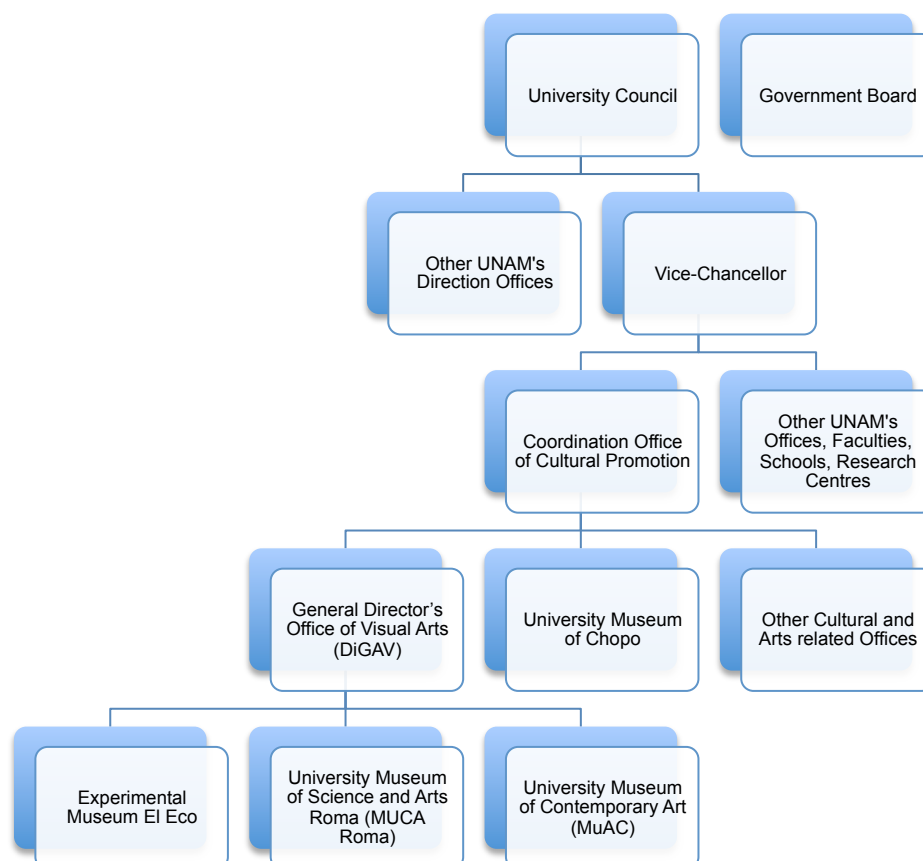 University Council
Government Board
Other UNAM's
Direction Offices
Vice-Chancellor
Coordination Office
of Cultural Promotion
Other UNAM's
Offices, Faculties,
Schools, Research
Centres
General Director’s
Office of Visual Arts
(DiGAV)
University Museum
of Chopo
Other Cultural and
Arts related Offices
Experimental
Museum El Eco
University Museum
of Science and Arts
Roma (MUCA
Roma)
University Museum
of Contemporary Art
(MuAC)